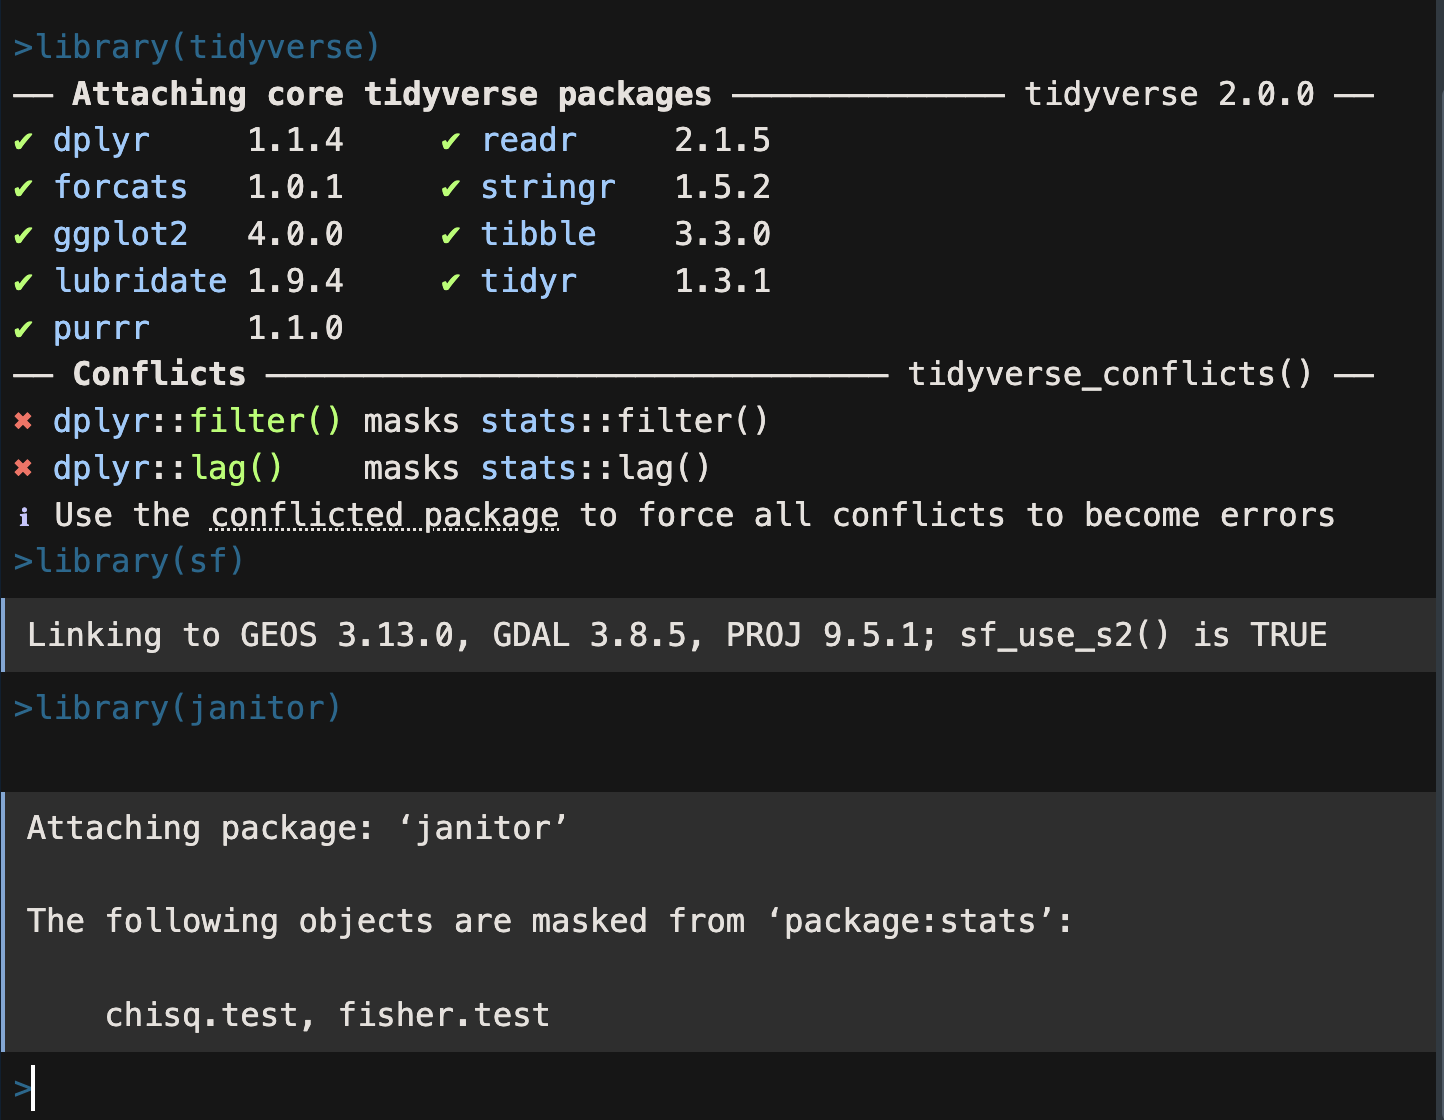 >library(tidyverse)
── Attaching core tidyverse packages ────────────── tidyverse 2.0.0 ──
✔ dplyr     1.1.4     ✔ readr     2.1.5
✔ forcats   1.0.1     ✔ stringr   1.5.2
✔ ggplot2   4.0.0     ✔ tibble    3.3.0
✔ lubridate 1.9.4     ✔ tidyr     1.3.1
✔ purrr     1.1.0
── Conflicts ──────────────────────────────── tidyverse_conflicts() ──
✖ dplyr::filter() masks stats::filter()
✖ dplyr::lag()    masks stats::lag()
ℹ Use the conflicted package to force all conflicts to become errors
>library(sf)
Linking to GEOS 3.13.0, GDAL 3.8.5, PROJ 9.5.1; sf_use_s2() is TRUE
>library(janitor)
Attaching package: ‘janitor’
The following objects are masked from ‘package:stats’:
    chisq.test, fisher.test
>